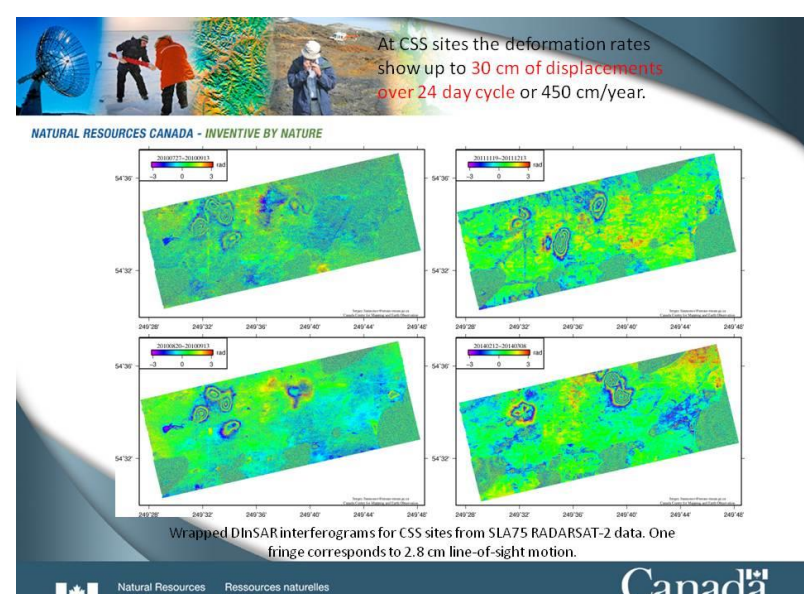 At CSS sites the deformation rates
show up to 30 cm of displacements
over 24 day cycle or 450 cm/year.
NATURAL RESOURCES CANADA - INVENTIVE BY NATURE
20100727-20100913
rad
-3 0 3
54°36'
54°32'
249°28' 249°32' 249°36' 249°40' 249°44' 249°48'
20111119-20111213
rad
-3 0 3
54°36'
54°32'
249°28' 249°32' 249°36' 249°40' 249°44' 249°48'
20100820-20100913
rad
-3 0 3
54°36'
54°32'
249°28' 249°32' 249°36' 249°40' 249°44' 249°48'
20140212-20140308
rad
-3 0 3
54°36'
54°32'
249°28' 249°32' 249°36' 249°40' 249°44' 249°48'
Wrapped DInSAR interferograms for CSS sites from SLA75 RADARSAT-2 data. One
fringe corresponds to 2.8 cm line-of-sight motion.
Natural Resources Ressources naturelles
Canada